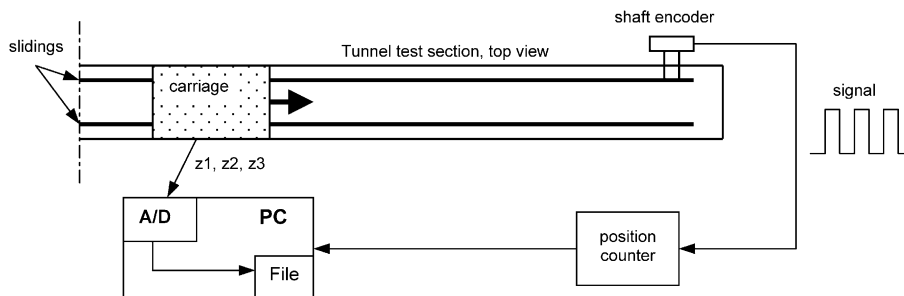 shaft encoder
slidings
Tunnel test section, top view
carriage
signal
z1, z2, z3
A/D
PC
position
counter
File